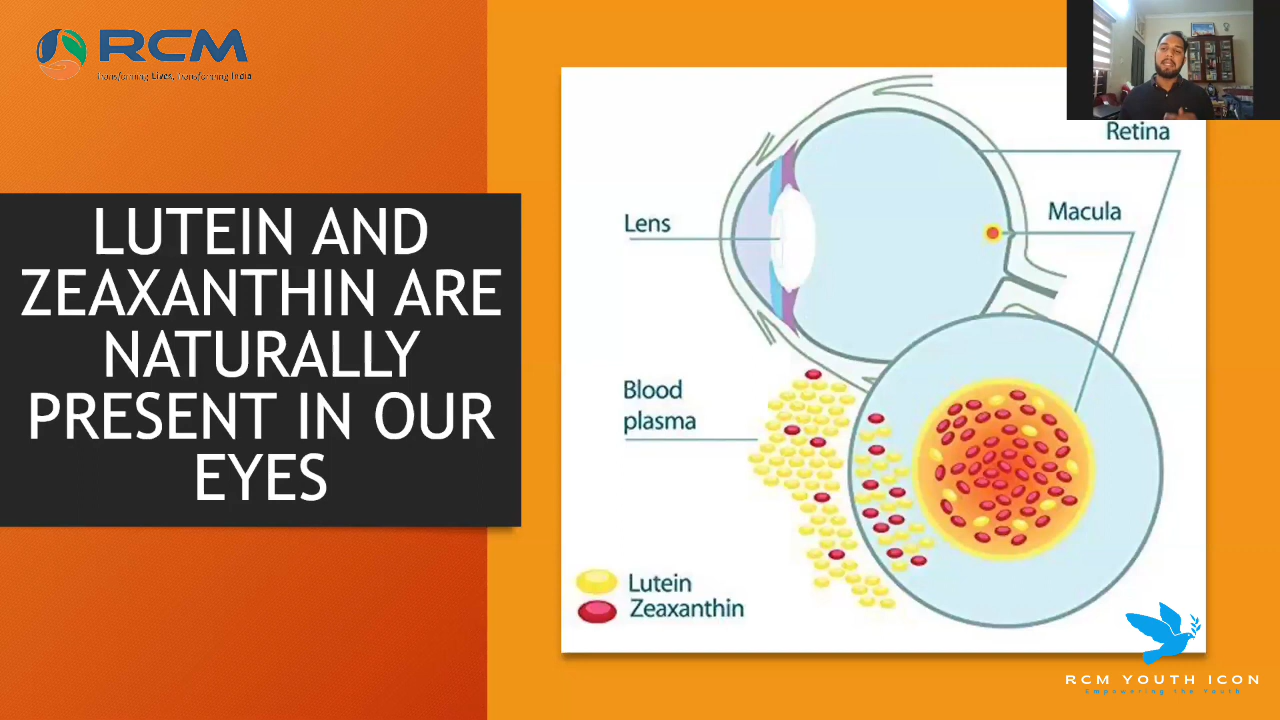 RCM
Transforming Lives, Transforming India
LUTEIN AND
ZEAXANTHIN ARE
NATURALLY
PRESENT IN OUR
EYES
Retina
Macula
Lens
Blood
plasma
Lutein
Zeaxanthin
RCM YOUTH ICON
Empowering the Youth